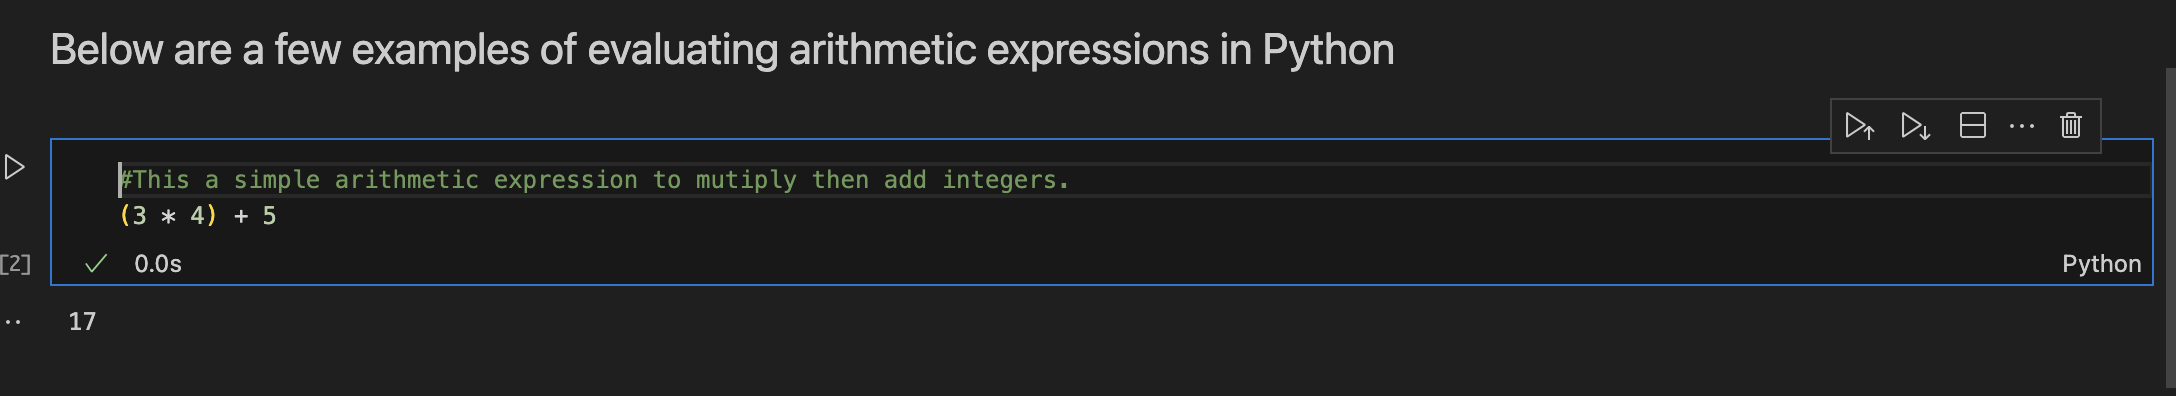 Below are a few examples of evaluating arithmetic expressions in Python
#This a simple arithmetic expression to mutiply then add integers.
(3 * 4) + 5
[2]
0.0s
Python
17